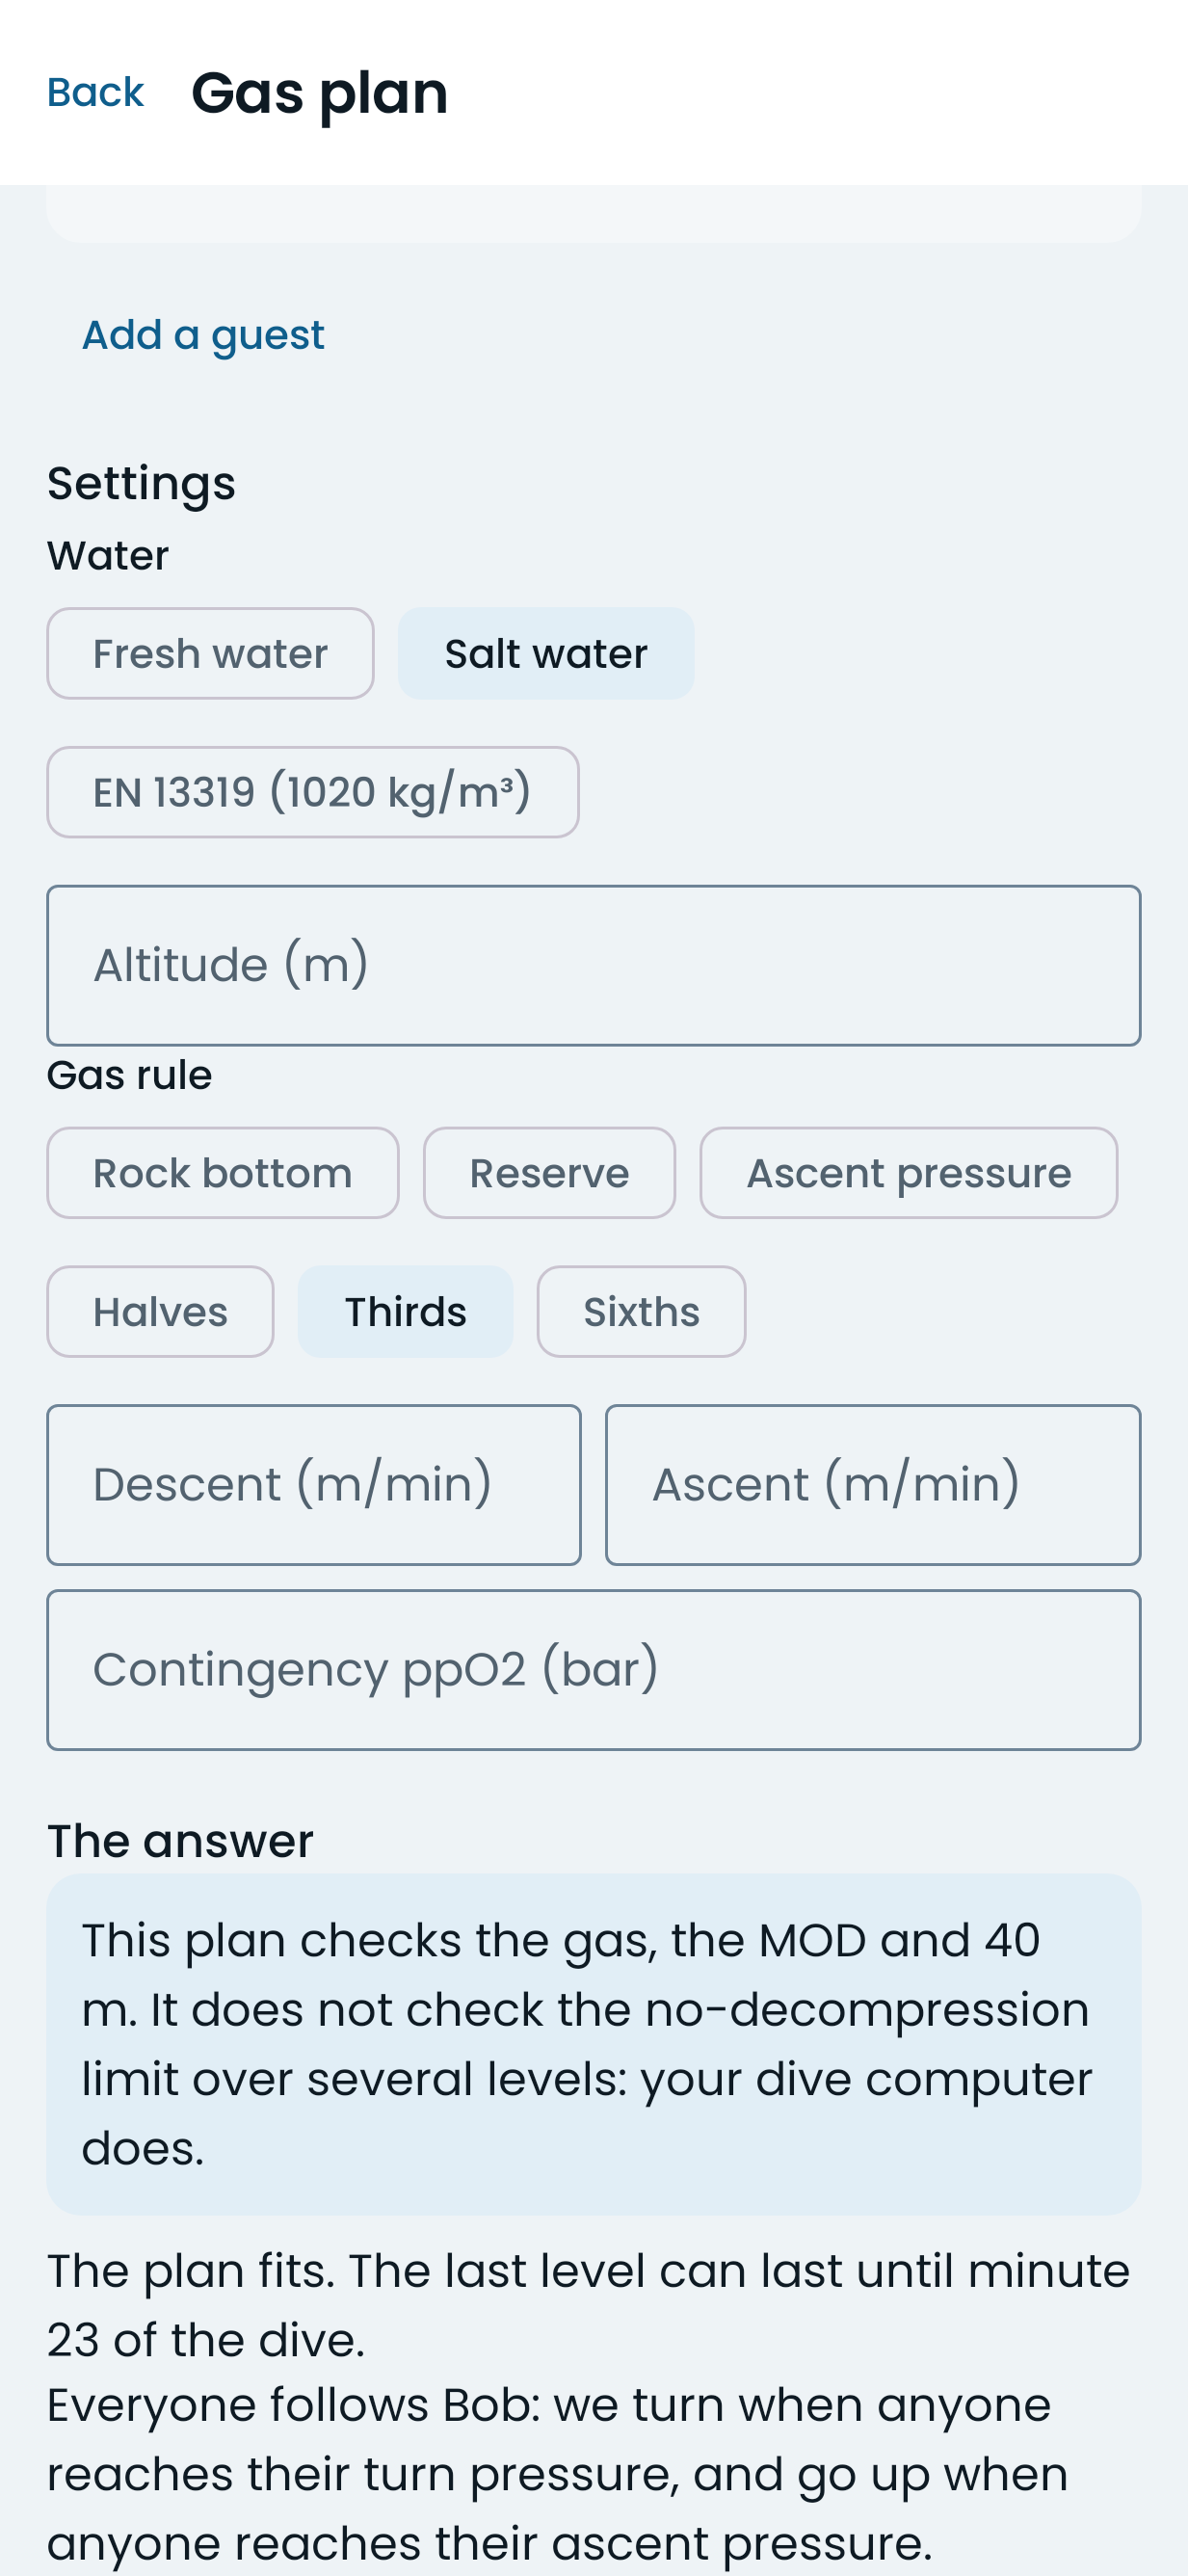 Back Gas plan
Add a guest
Settings
Water
Fresh water Salt water
EN 13319 (1020 kg/m³)
Altitude (m)
Gas rule
Rock bottom Reserve Ascent pressure
Halves Thirds Sixths
Descent (m/min) Ascent (m/min)
Contingency ppO2 (bar)
The answer
This plan checks the gas, the MOD and 40
m. It does not check the no-decompression
limit over several levels: your dive computer
does.
The plan fits. The last level can last until minute
23 of the dive.
Everyone follows Bob: we turn when anyone
reaches their turn pressure, and go up when
anyone reaches their ascent pressure.